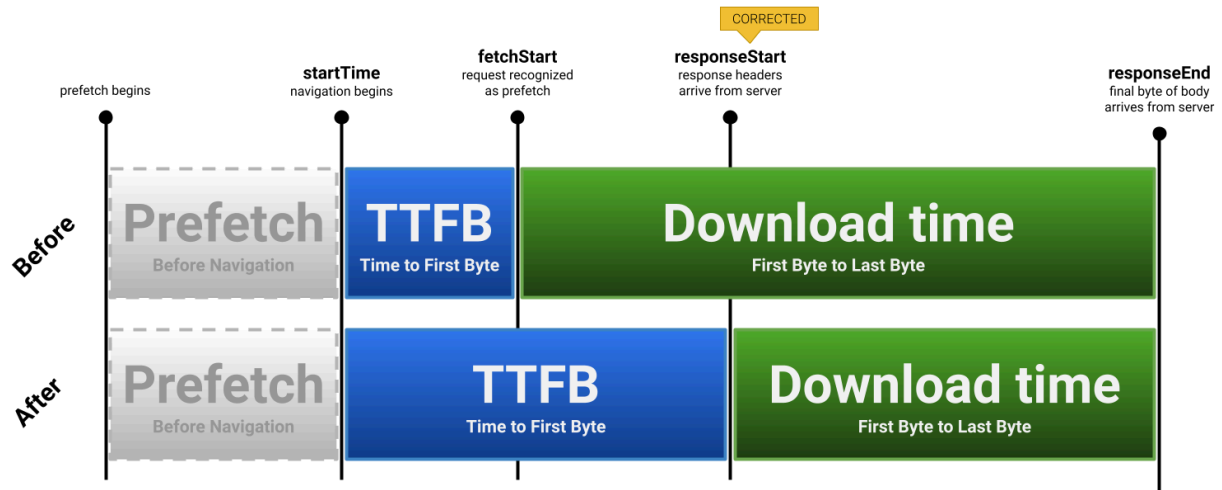 CORRECTED
fetchStart
request recognized
as prefetch
responseStart
response headers
arrive from server
startTime
navigation begins
prefetch begins
responseEnd
final byte of body
arrives from server
Before
Prefetch
Before Navigation
TTFB
Time to First Byte
Download time
First Byte to Last Byte
After
Prefetch
Before Navigation
TTFB
Time to First Byte
Download time
First Byte to Last Byte